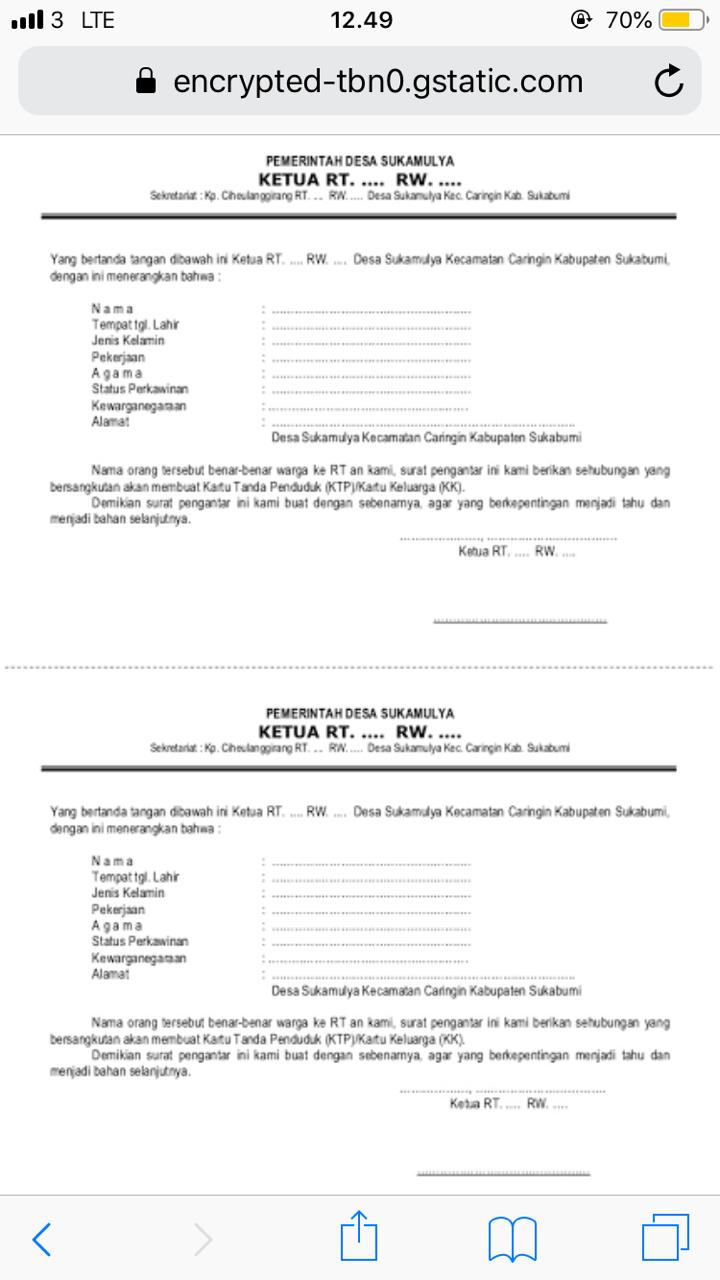 3 LTE 12.49 70%
encrypted-tbn0.gstatic.com
PEMERINTAH DESA SUKAMULYA
KETUA RT. .... RW. ....
Sekretariat : Kp. Ciheulanggirang RT. ... RW. .... Desa Sukamulya Kec. Caringin Kab. Sukabumi
Yang bertanda tangan dibawah ini Ketua RT. .... RW. .... Desa Sukamulya Kecamatan Caringin Kabupaten Sukabumi,
dengan ini menerangkan bahwa :
N a m a : ..................................................
Tempat tgl. Lahir : ..................................................
Jenis Kelamin : ..................................................
Pekerjaan : ..................................................
A g a m a : ..................................................
Status Perkawinan : ..................................................
Kewarganegaraan : ..................................................
Alamat : ............................................................................
Desa Sukamulya Kecamatan Caringin Kabupaten Sukabumi
Nama orang tersebut benar-benar warga ke RT an kami, surat pengantar ini kami berikan sehubungan yang
bersangkutan akan membuat Kartu Tanda Penduduk (KTP)/Kartu Keluarga (KK).
Demikian surat pengantar ini kami buat dengan sebenarnya, agar yang berkepentingan menjadi tahu dan
menjadi bahan selanjutnya.
....................., .................................
Ketua RT. .... RW. ....
............................................
PEMERINTAH DESA SUKAMULYA
KETUA RT. .... RW. ....
Sekretariat : Kp. Ciheulanggirang RT. ... RW. .... Desa Sukamulya Kec. Caringin Kab. Sukabumi
Yang bertanda tangan dibawah ini Ketua RT. .... RW. .... Desa Sukamulya Kecamatan Caringin Kabupaten Sukabumi,
dengan ini menerangkan bahwa :
N a m a : ..................................................
Tempat tgl. Lahir : ..................................................
Jenis Kelamin : ..................................................
Pekerjaan : ..................................................
A g a m a : ..................................................
Status Perkawinan : ..................................................
Kewarganegaraan : ..................................................
Alamat : ............................................................................
Desa Sukamulya Kecamatan Caringin Kabupaten Sukabumi
Nama orang tersebut benar-benar warga ke RT an kami, surat pengantar ini kami berikan sehubungan yang
bersangkutan akan membuat Kartu Tanda Penduduk (KTP)/Kartu Keluarga (KK).
Demikian surat pengantar ini kami buat dengan sebenarnya, agar yang berkepentingan menjadi tahu dan
menjadi bahan selanjutnya.
................., .................................
Ketua RT. .... RW. ....
............................................